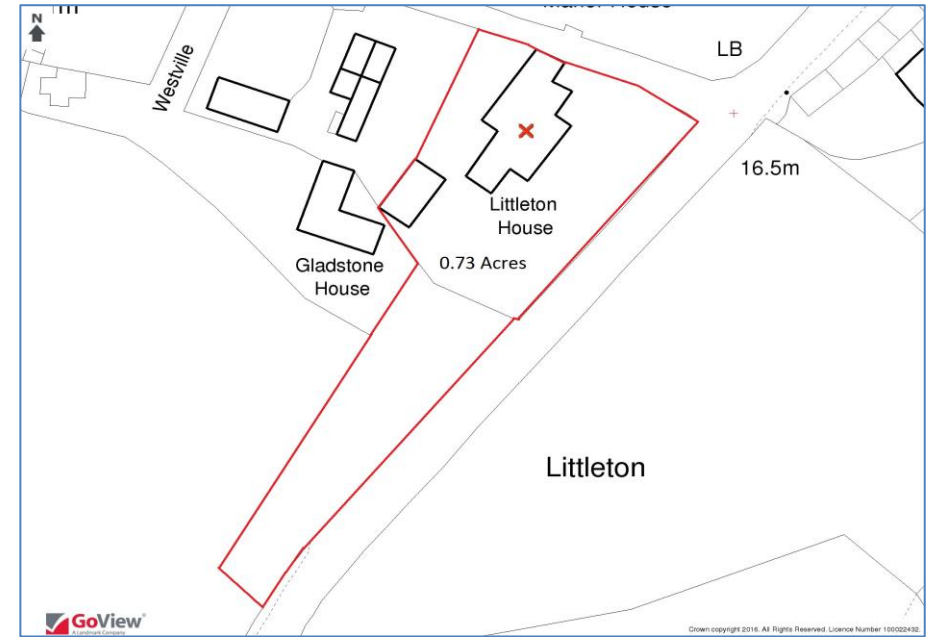 N
LB
Westville
16.5m
Littleton
House
0.73 Acres
Gladstone
House
Littleton
GoView
A Landmark Company
Crown copyright 2016. All Rights Reserved. Licence Number 100022432.